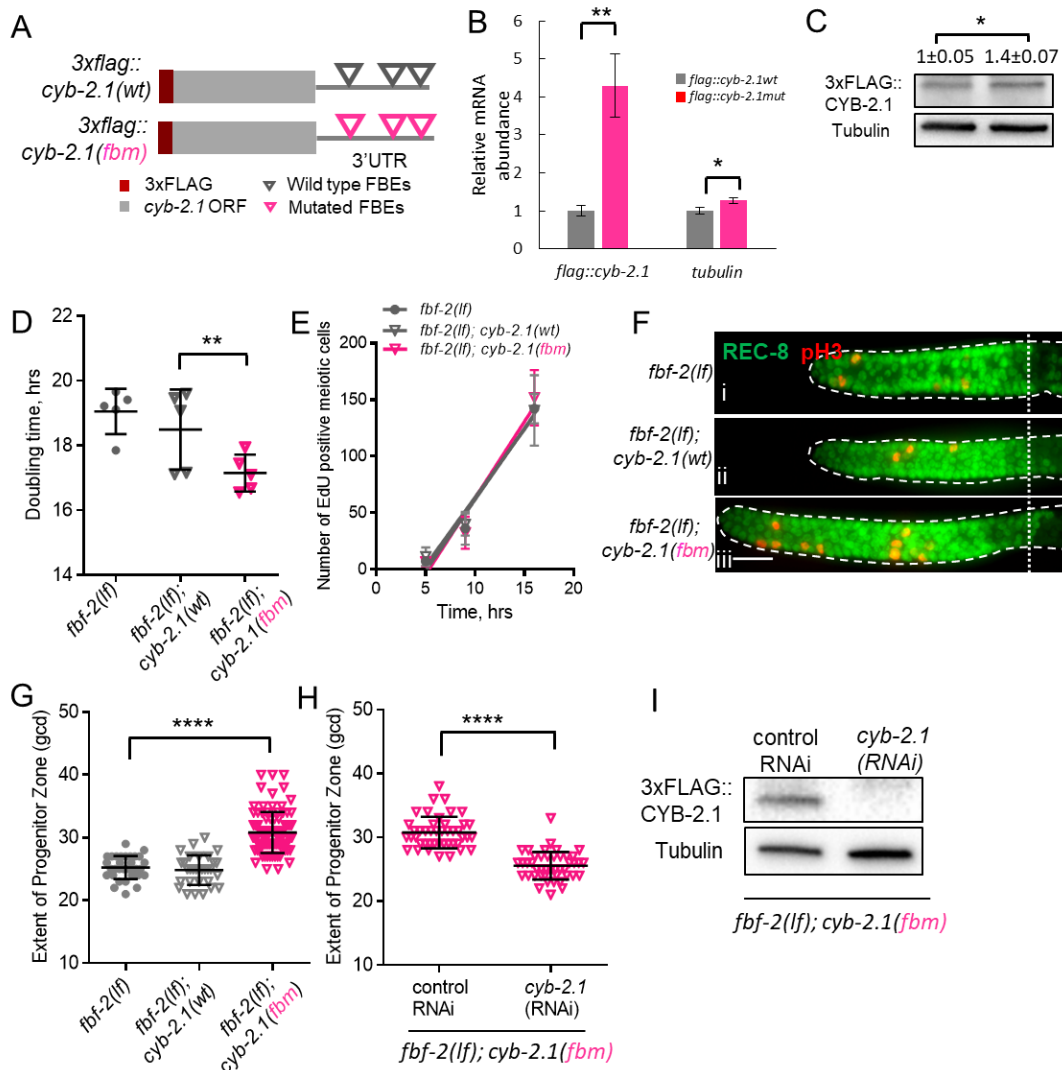 A
3xflag::
cyb-2.1(wt)
3xflag::
cyb-2.1(fbm)
3'UTR
3xFLAG
Wild type FBEs
cyb-2.1 ORF
Mutated FBEs
B
Relative mRNA
abundance
6
5
4
3
2
1
0
**
*
flag::cyb-2.1wt
flag::cyb-2.1mut
flag::cyb-2.1
tubulin
C
*
1±0.05 1.4±0.07
3xFLAG::
CYB-2.1
Tubulin
D
Doubling time, hrs
22
20
18
16
14
**
fbf-2(lf)
fbf-2(lf);
cyb-2.1(wt)
fbf-2(lf);
cyb-2.1(fbm)
E
fbf-2(lf)
fbf-2(lf); cyb-2.1(wt)
fbf-2(lf); cyb-2.1(fbm)
Number of EdU positive meiotic cells
200
150
100
50
0
0 5 10 15 20
Time, hrs
F
REC-8 pH3
fbf-2(lf)
i
fbf-2(lf);
cyb-2.1(wt)
ii
fbf-2(lf);
cyb-2.1(fbm)
iii
G
Extent of Progenitor Zone (gcd)
50
40
30
20
10
****
fbf-2(lf)
fbf-2(lf);
cyb-2.1(wt)
fbf-2(lf);
cyb-2.1(fbm)
H
Extent of Progenitor Zone (gcd)
50
40
30
20
10
****
control
RNAi
cyb-2.1
(RNAi)
fbf-2(lf); cyb-2.1(fbm)
I
control
RNAi
cyb-2.1
(RNAi)
3xFLAG::
CYB-2.1
Tubulin
fbf-2(lf); cyb-2.1(fbm)